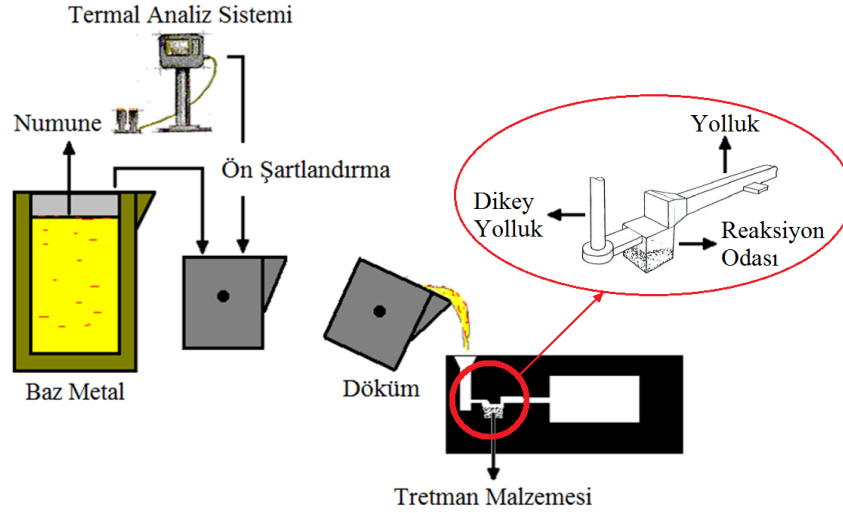 Termal Analiz Sistemi
Numune
Ön Şartlandırma
Baz Metal
Döküm
Tretman Malzemesi
Yolluk
Dikey
Yolluk
Reaksiyon
Odası